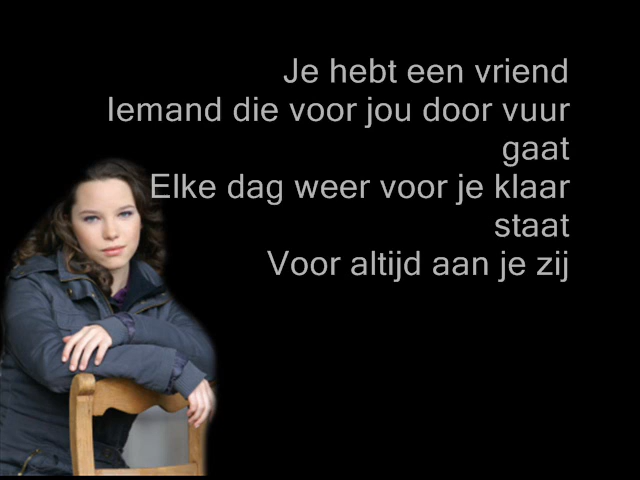 Je hebt een vriend
Iemand die voor jou door vuur
gaat
Elke dag weer voor je klaar
staat
Voor altijd aan je zij